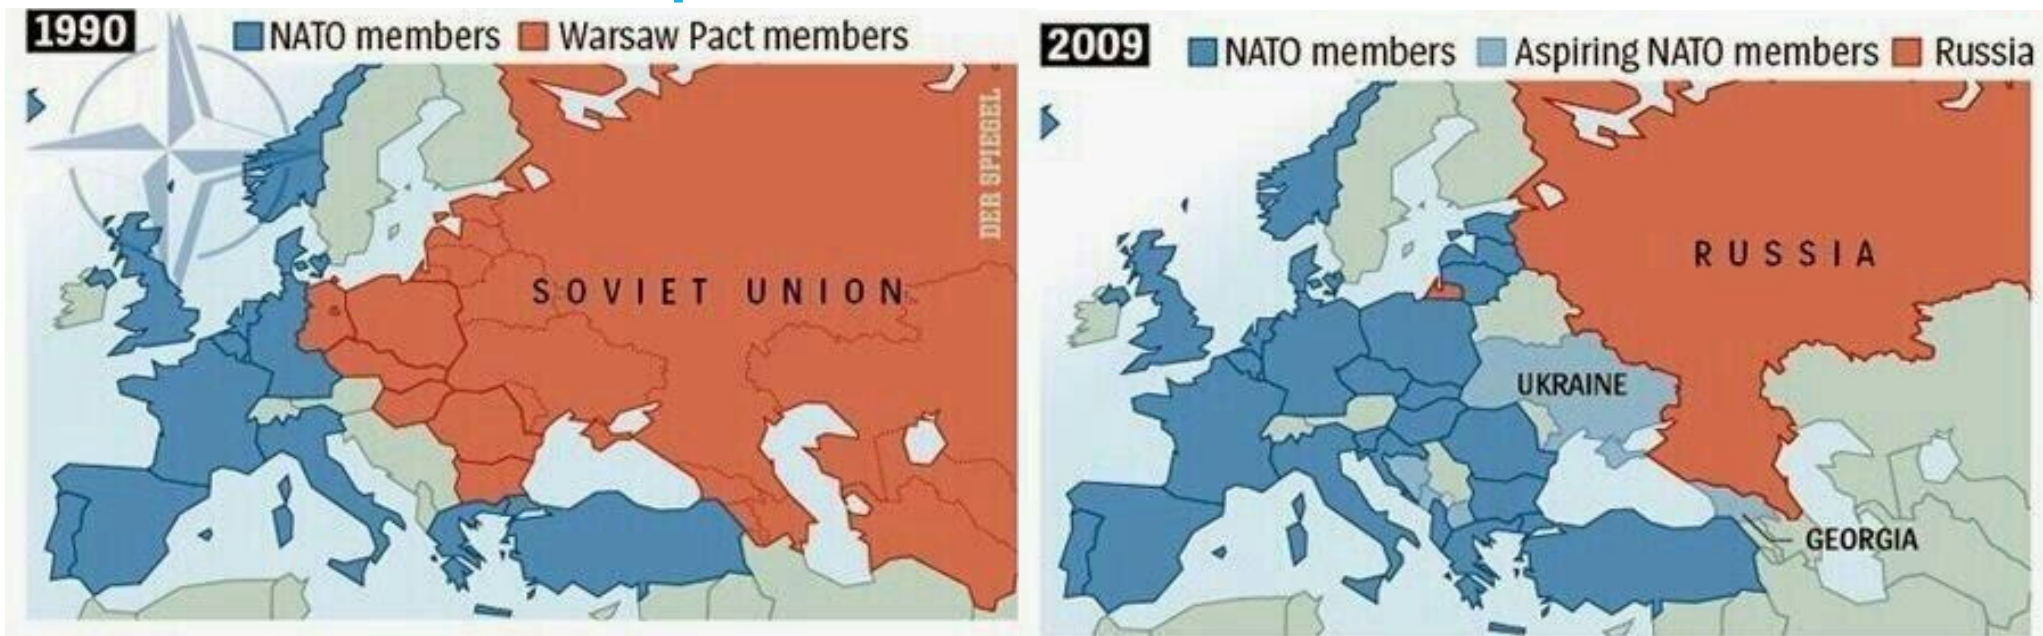 1990
NATO members
Warsaw Pact members
DER SPIEGEL
SOVIET UNION
2009
NATO members
Aspiring NATO members
Russia
RUSSIA
UKRAINE
GEORGIA